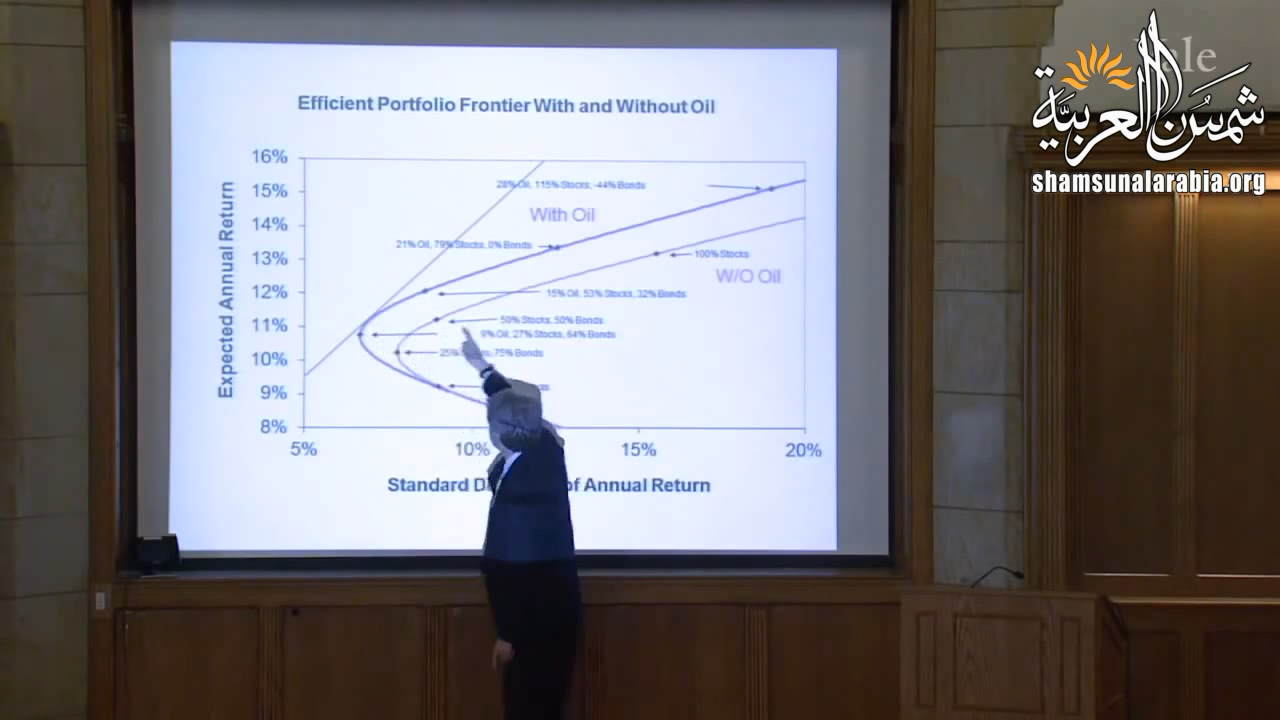 Efficient Portfolio Frontier With and Without Oil
Expected Annual Return
16%
15%
14%
13%
12%
11%
10%
9%
8%
5%
10%
15%
20%
Standard D of Annual Return
28% Oil, 115% Stocks, -44% Bonds
With Oil
21% Oil, 79% Stocks, 0% Bonds
100% Stocks
W/O Oil
15% Oil, 53% Stocks, 32% Bonds
50% Stocks, 50% Bonds
9% Oil, 27% Stocks, 64% Bonds
25% 75% Bonds
Yale
شمس العربية
shamsunalarabia.org